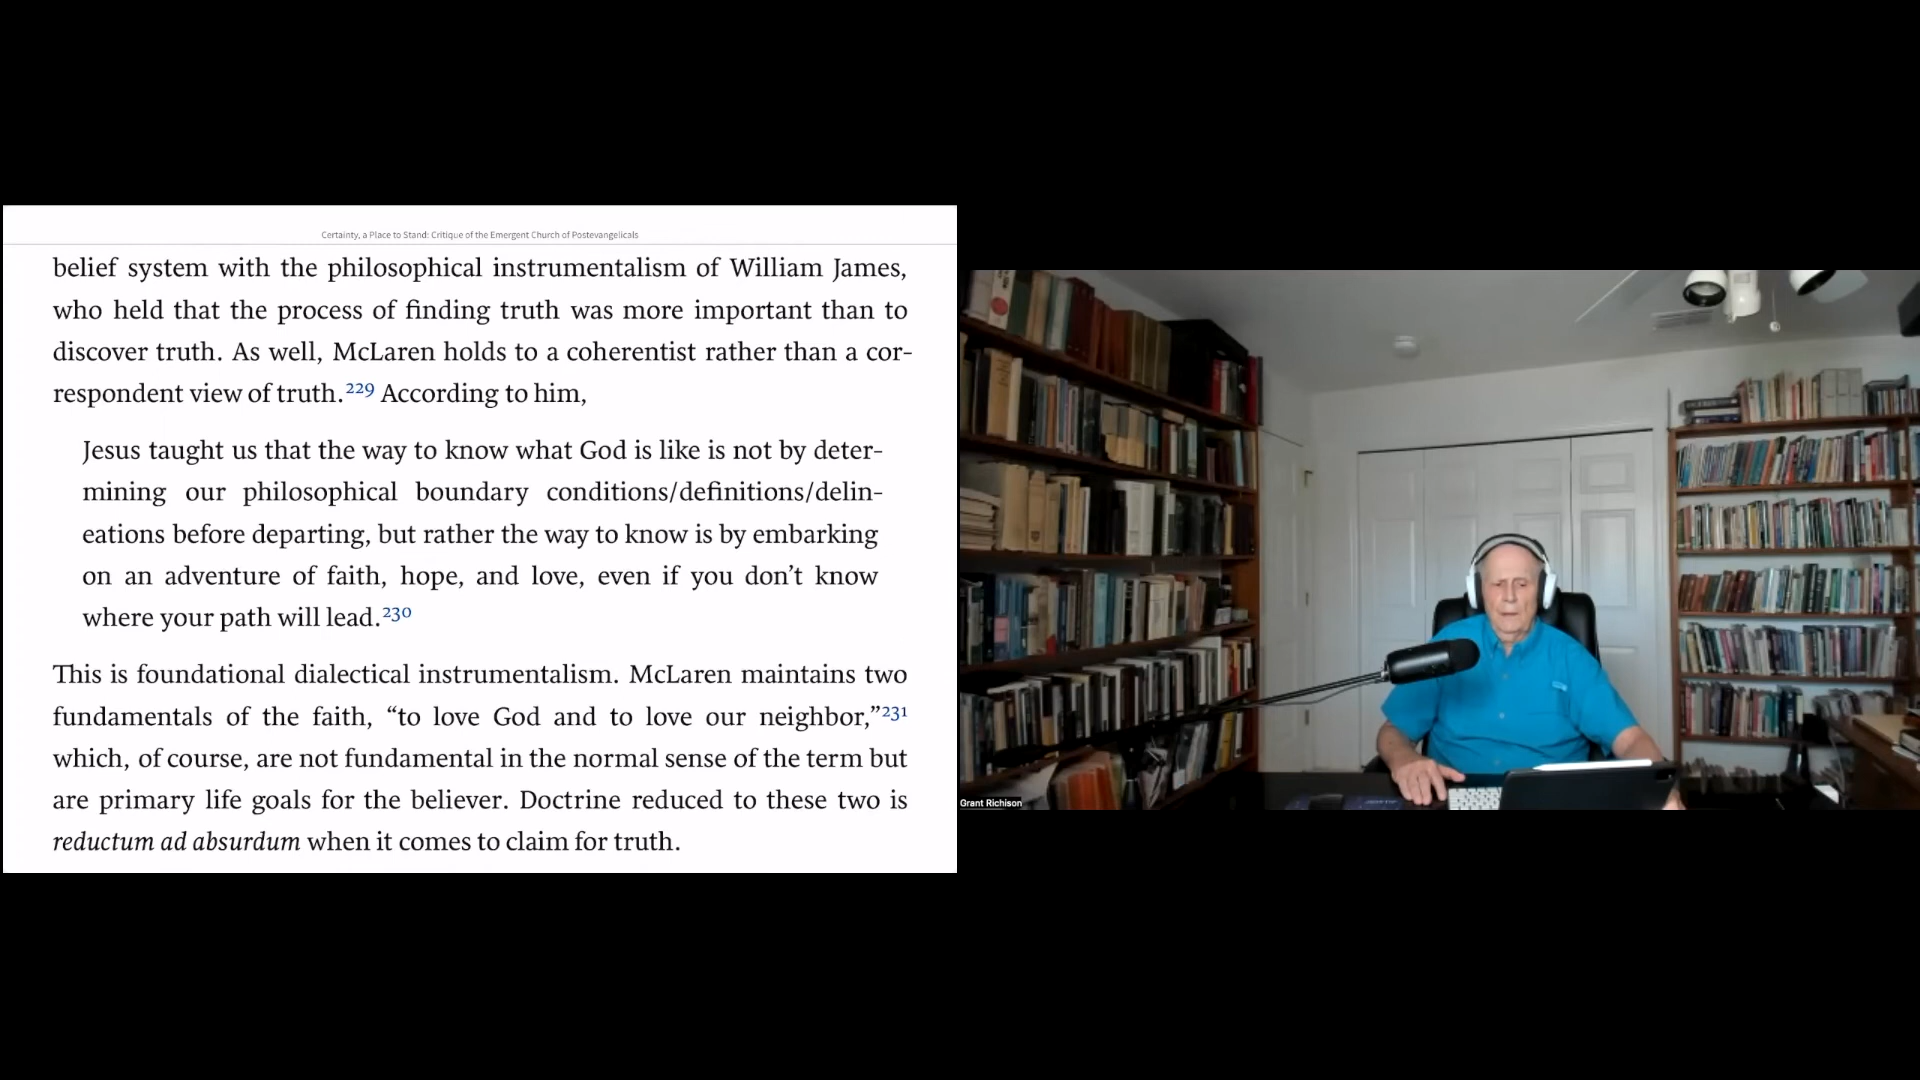 Certainty, a Place to Stand: Critique of the Emergent Church of Postevangelicals
belief system with the philosophical instrumentalism of William James,
who held that the process of finding truth was more important than to
discover truth. As well, McLaren holds to a coherentist rather than a cor-
respondent view of truth.229 According to him,
Jesus taught us that the way to know what God is like is not by deter-
mining our philosophical boundary conditions/definitions/delin-
eations before departing, but rather the way to know is by embarking
on an adventure of faith, hope, and love, even if you don’t know
where your path will lead.230
This is foundational dialectical instrumentalism. McLaren maintains two
fundamentals of the faith, “to love God and to love our neighbor,”231
which, of course, are not fundamental in the normal sense of the term but
are primary life goals for the believer. Doctrine reduced to these two is
reductum ad absurdum when it comes to claim for truth.
Grant Richison